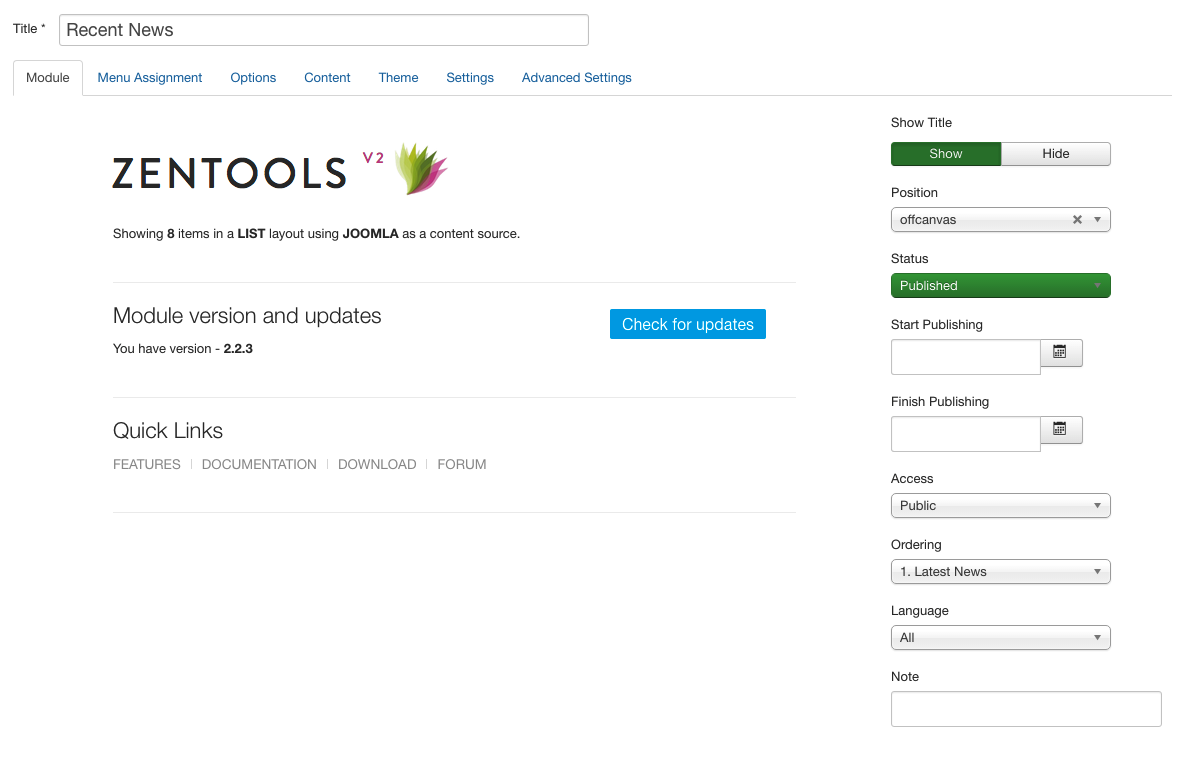 Title * Recent News
Module Menu Assignment Options Content Theme Settings Advanced Settings
ZENTOOLS V2
Showing 8 items in a LIST layout using JOOMLA as a content source.
Module version and updates
Check for updates
You have version - 2.2.3
Quick Links
FEATURES DOCUMENTATION DOWNLOAD FORUM
Show Title
Show Hide
Position
offcanvas
Status
Published
Start Publishing
Finish Publishing
Access
Public
Ordering
1. Latest News
Language
All
Note